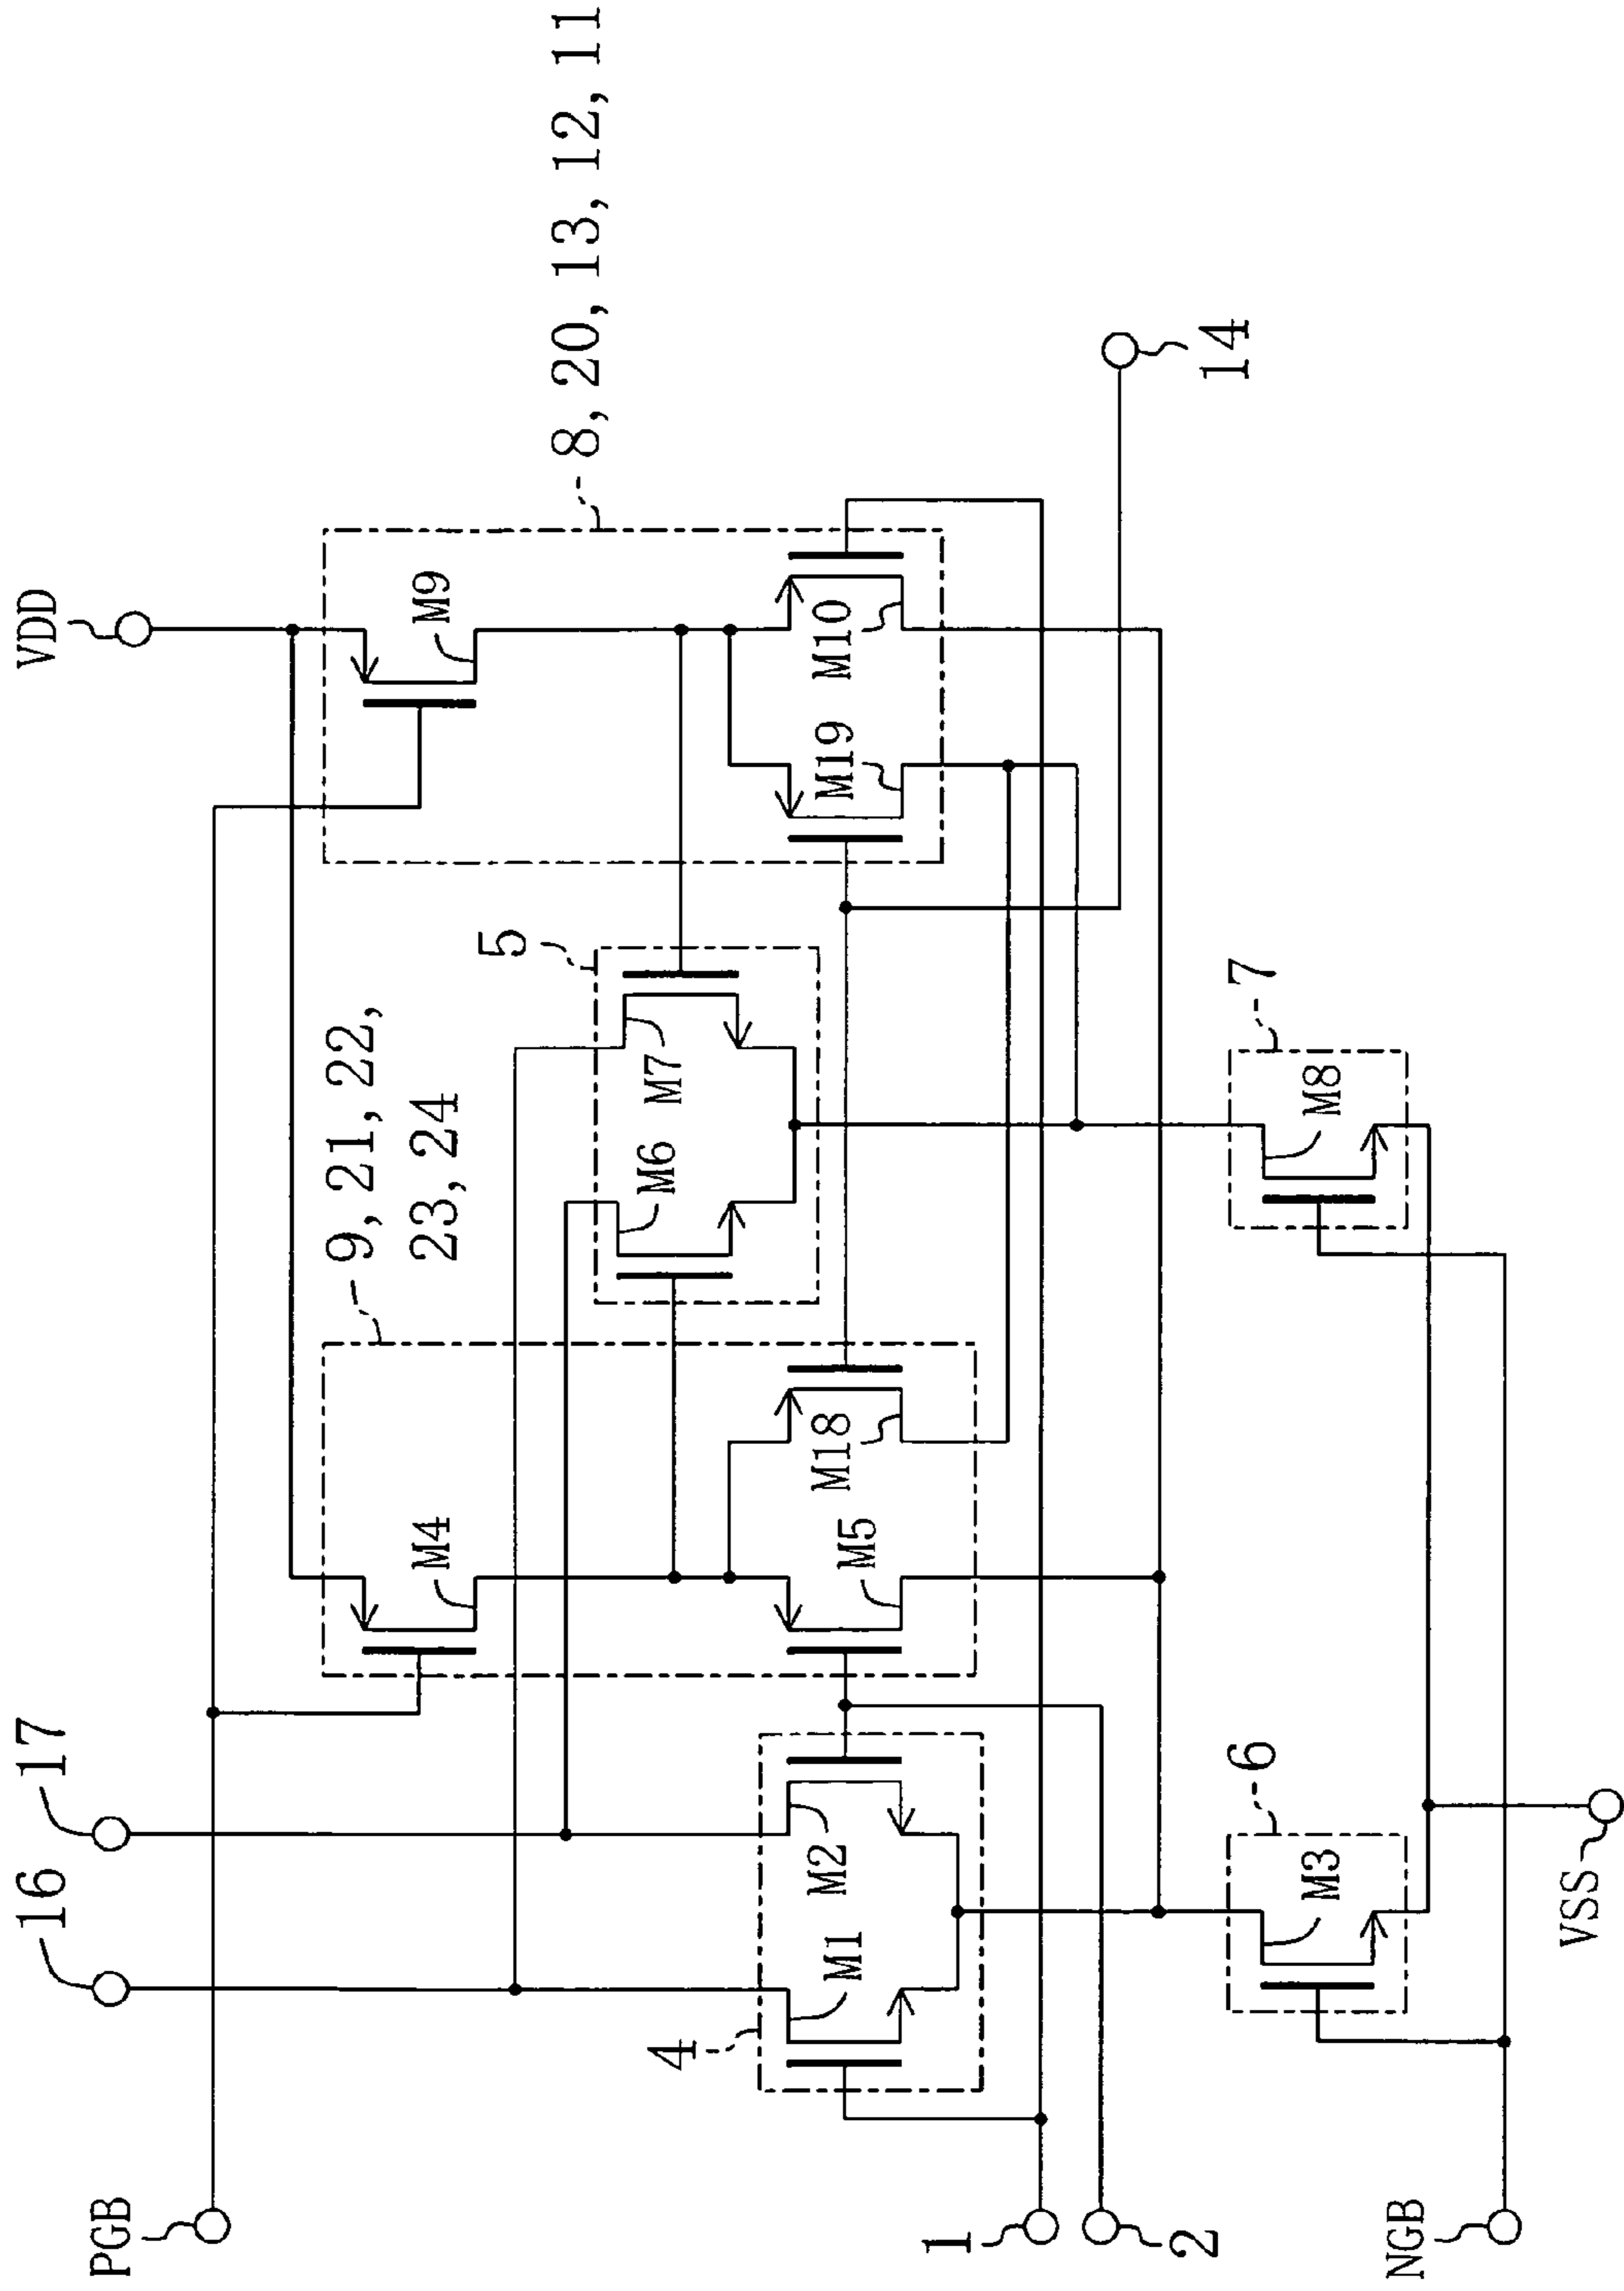 VDD
8, 20, 13, 12, 11
M9
M10
M19
14
5
M7
M6
7
M8
9, 21, 22,
23, 24
M4
M18
M5
17
16
4
M2
M1
6
M3
VSS
PGB
1
2
NGB